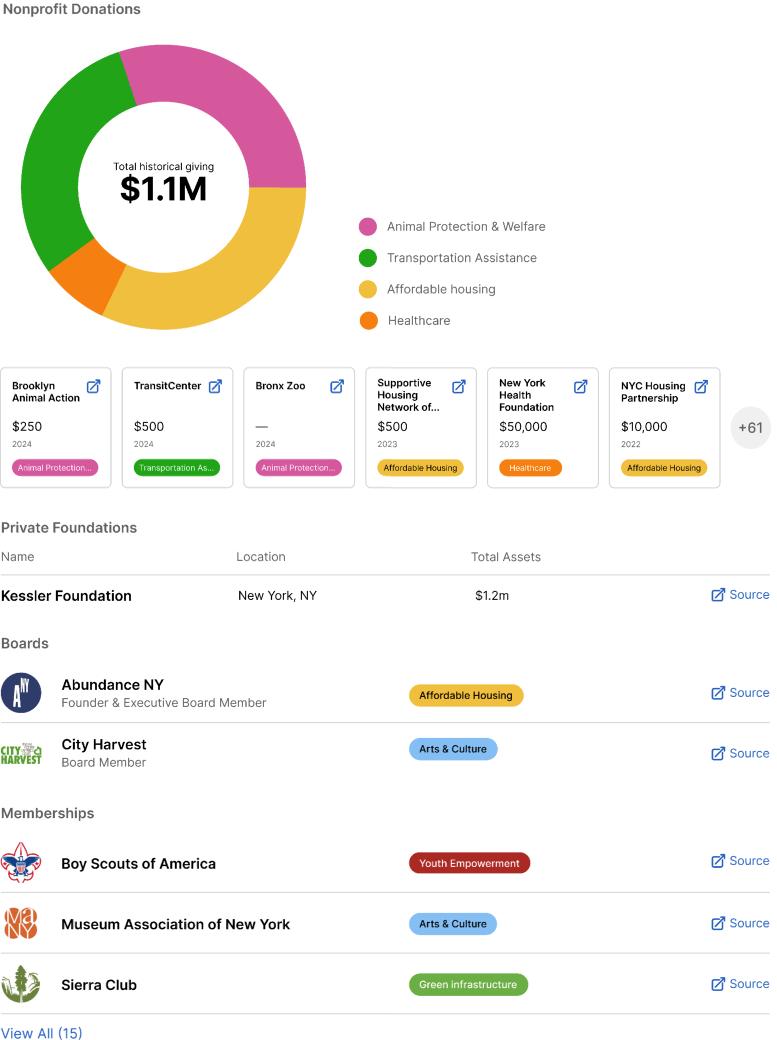 Nonprofit Donations
Total historical giving
$1.1M
Animal Protection & Welfare
Transportation Assistance
Affordable housing
Healthcare
Brooklyn
Animal Action
$250
2024
Animal Protection...
TransitCenter
$500
2024
Transportation As...
Bronx Zoo
—
2024
Animal Protection...
Supportive
Housing
Network of...
$500
2023
Affordable Housing
New York
Health
Foundation
$50,000
2023
Healthcare
NYC Housing
Partnership
$10,000
2022
Affordable Housing
+61
Private Foundations
Name Location Total Assets
Kessler Foundation New York, NY $1.2m Source
Boards
ANY
Abundance NY
Founder & Executive Board Member
Affordable Housing
Source
CITY
HARVEST
City Harvest
Board Member
Arts & Culture
Source
Memberships
Boy Scouts of America Youth Empowerment Source
MaNY
Museum Association of New York Arts & Culture Source
Sierra Club Green infrastructure Source
View All (15)